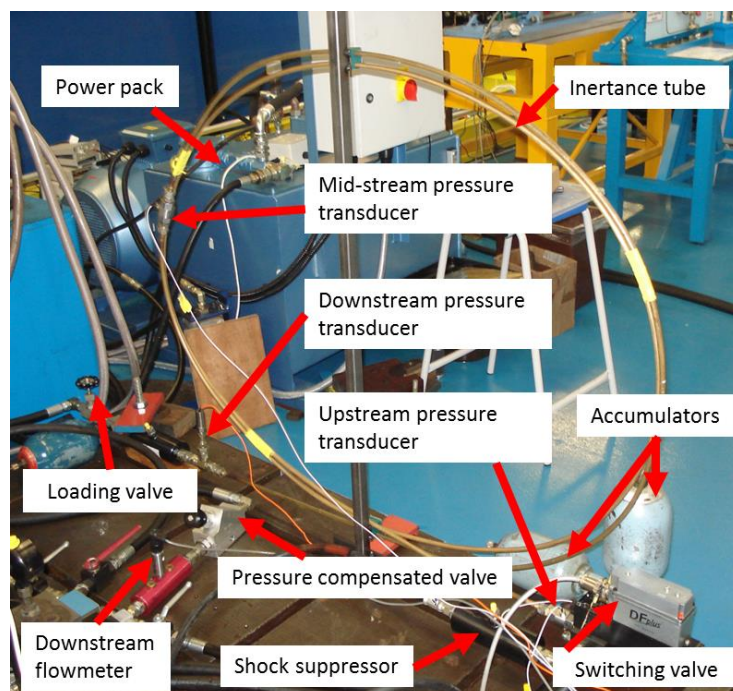 Power pack
Inertance tube
Mid-stream pressure
transducer
Downstream pressure
transducer
Upstream pressure
transducer
Accumulators
Loading valve
Pressure compensated valve
DFplus
Downstream
flowmeter
Shock suppressor
Switching valve